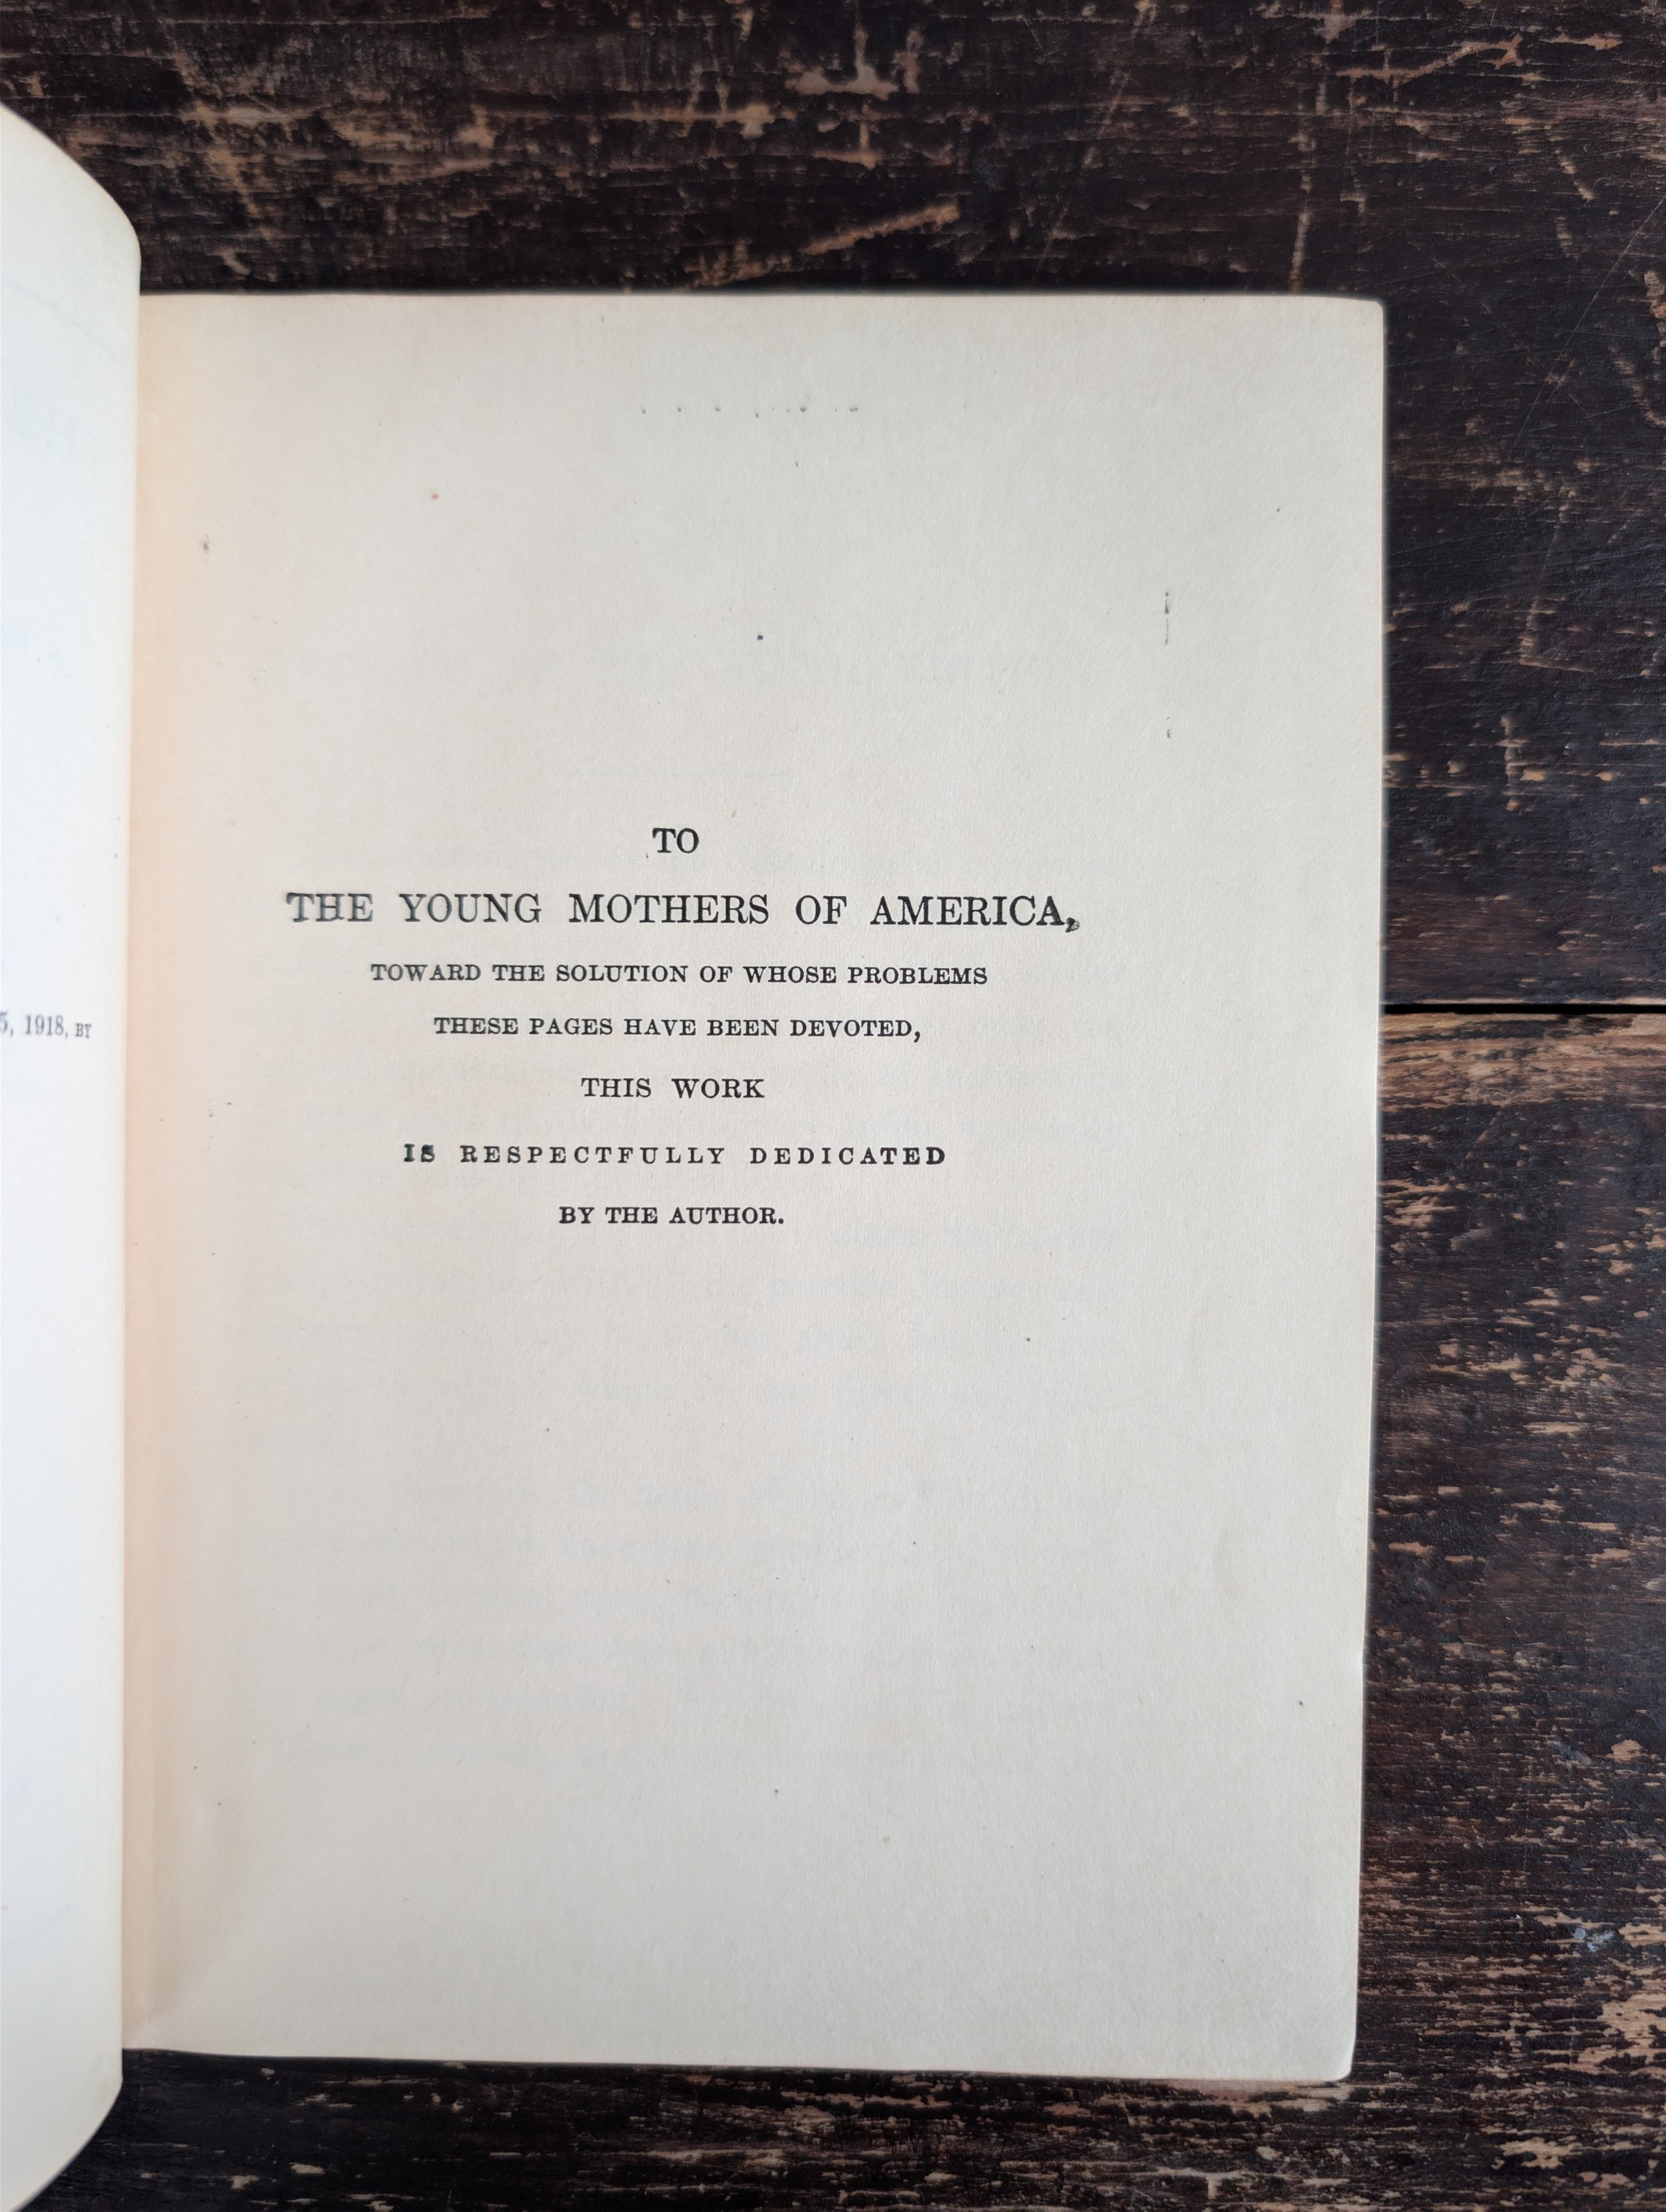 5, 1918, BY
TO
THE YOUNG MOTHERS OF AMERICA,
TOWARD THE SOLUTION OF WHOSE PROBLEMS
THESE PAGES HAVE BEEN DEVOTED,
THIS WORK
IS RESPECTFULLY DEDICATED
BY THE AUTHOR.